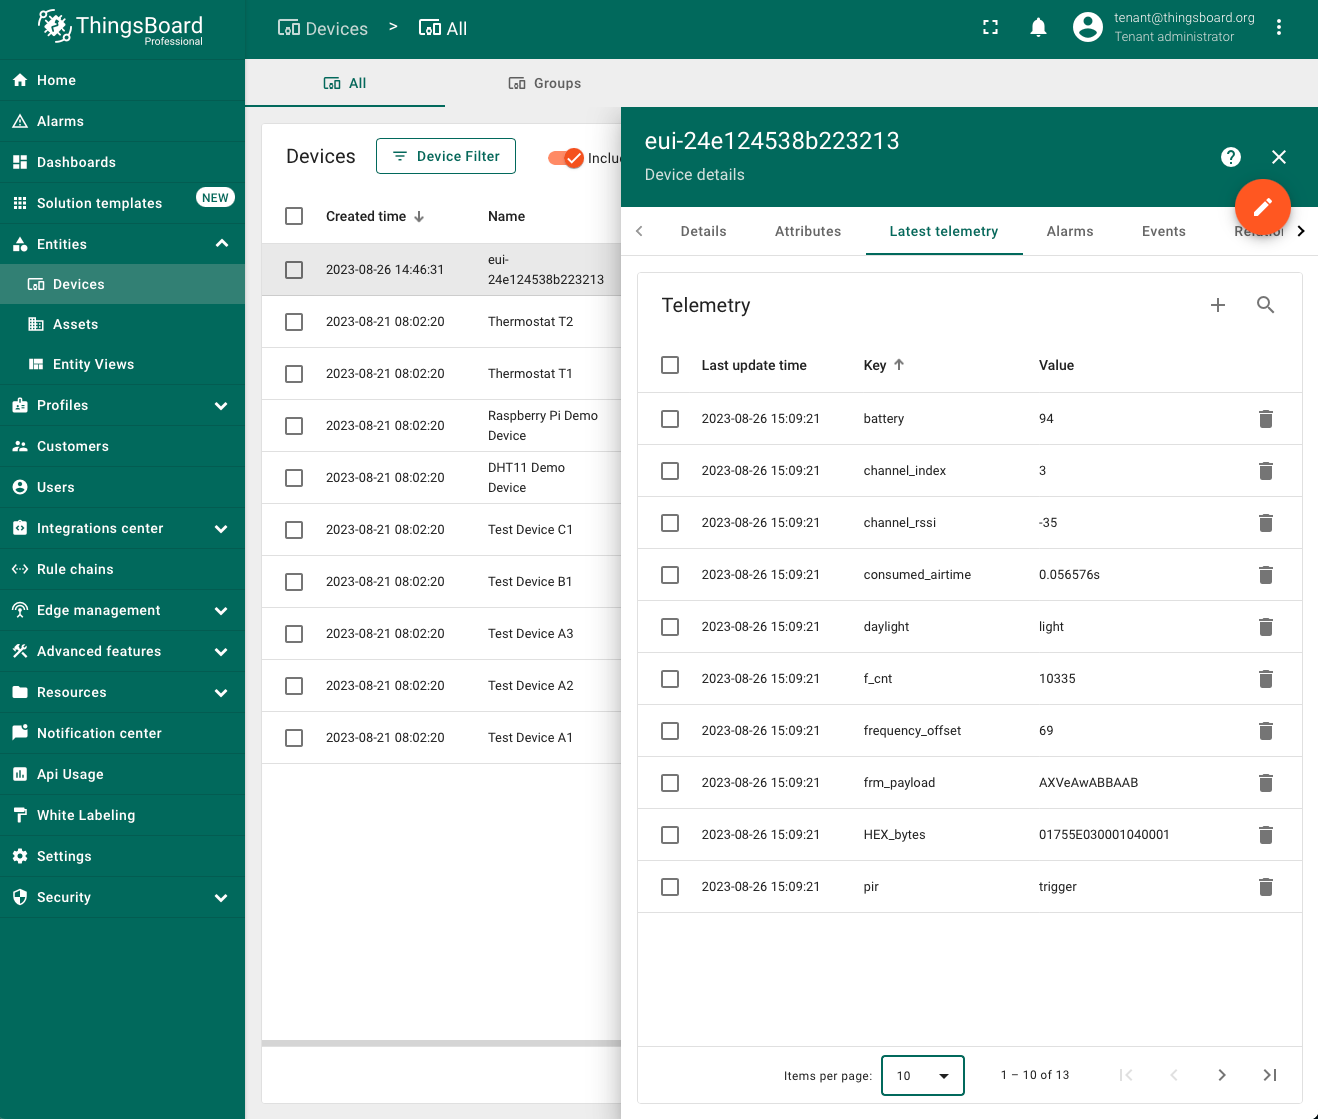 ThingsBoard
Professional
Devices > All
tenant@thingsboard.org
Tenant administrator
Home
Alarms
Dashboards
Solution templates NEW
Entities
Devices
Assets
Entity Views
Profiles
Customers
Users
Integrations center
Rule chains
Edge management
Advanced features
Resources
Notification center
Api Usage
White Labeling
Settings
Security
All Groups
Devices Device Filter Inclu
Created time Name
2023-08-26 14:46:31 eui-
24e124538b223213
2023-08-21 08:02:20 Thermostat T2
2023-08-21 08:02:20 Thermostat T1
2023-08-21 08:02:20 Raspberry Pi Demo
Device
2023-08-21 08:02:20 DHT11 Demo
Device
2023-08-21 08:02:20 Test Device C1
2023-08-21 08:02:20 Test Device B1
2023-08-21 08:02:20 Test Device A3
2023-08-21 08:02:20 Test Device A2
2023-08-21 08:02:20 Test Device A1
eui-24e124538b223213
Device details
Details Attributes Latest telemetry Alarms Events
Telemetry
Last update time Key Value
2023-08-26 15:09:21 battery 94
2023-08-26 15:09:21 channel_index 3
2023-08-26 15:09:21 channel_rssi -35
2023-08-26 15:09:21 consumed_airtime 0.056576s
2023-08-26 15:09:21 daylight light
2023-08-26 15:09:21 f_cnt 10335
2023-08-26 15:09:21 frequency_offset 69
2023-08-26 15:09:21 frm_payload AXVeAwABBAAB
2023-08-26 15:09:21 HEX_bytes 01755E030001040001
2023-08-26 15:09:21 pir trigger
Items per page: 10 1 – 10 of 13